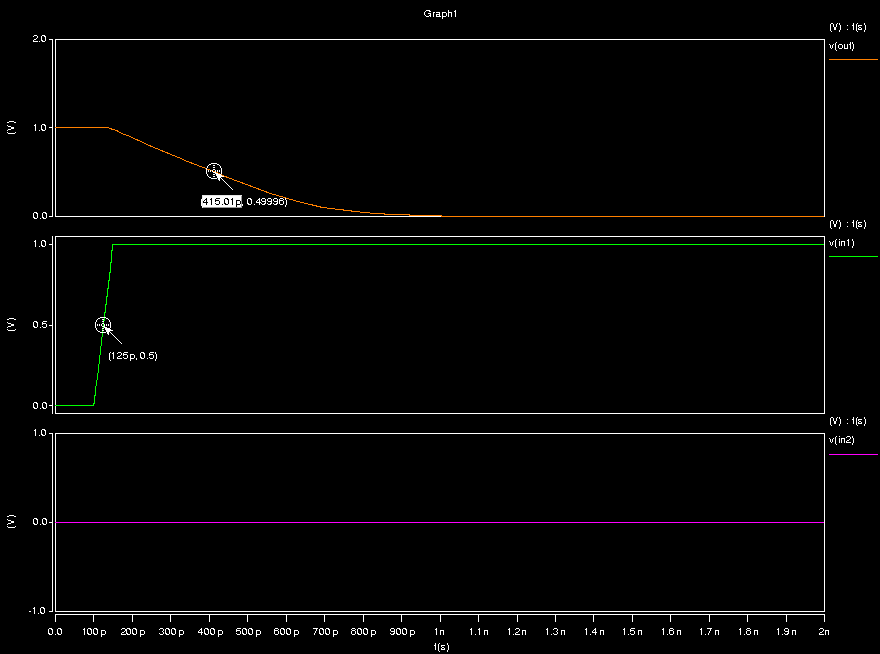 Graph1
(V) : t(s)
v(out)
2.0
1.0
0.0
(V)
415.01p, 0.49996)
(V) : t(s)
v(in1)
1.0
0.5
0.0
(V)
(125p, 0.5)
(V) : t(s)
v(in2)
1.0
0.0
-1.0
(V)
0.0 100p 200p 300p 400p 500p 600p 700p 800p 900p 1n 1.1n 1.2n 1.3n 1.4n 1.5n 1.6n 1.7n 1.8n 1.9n 2n
t(s)